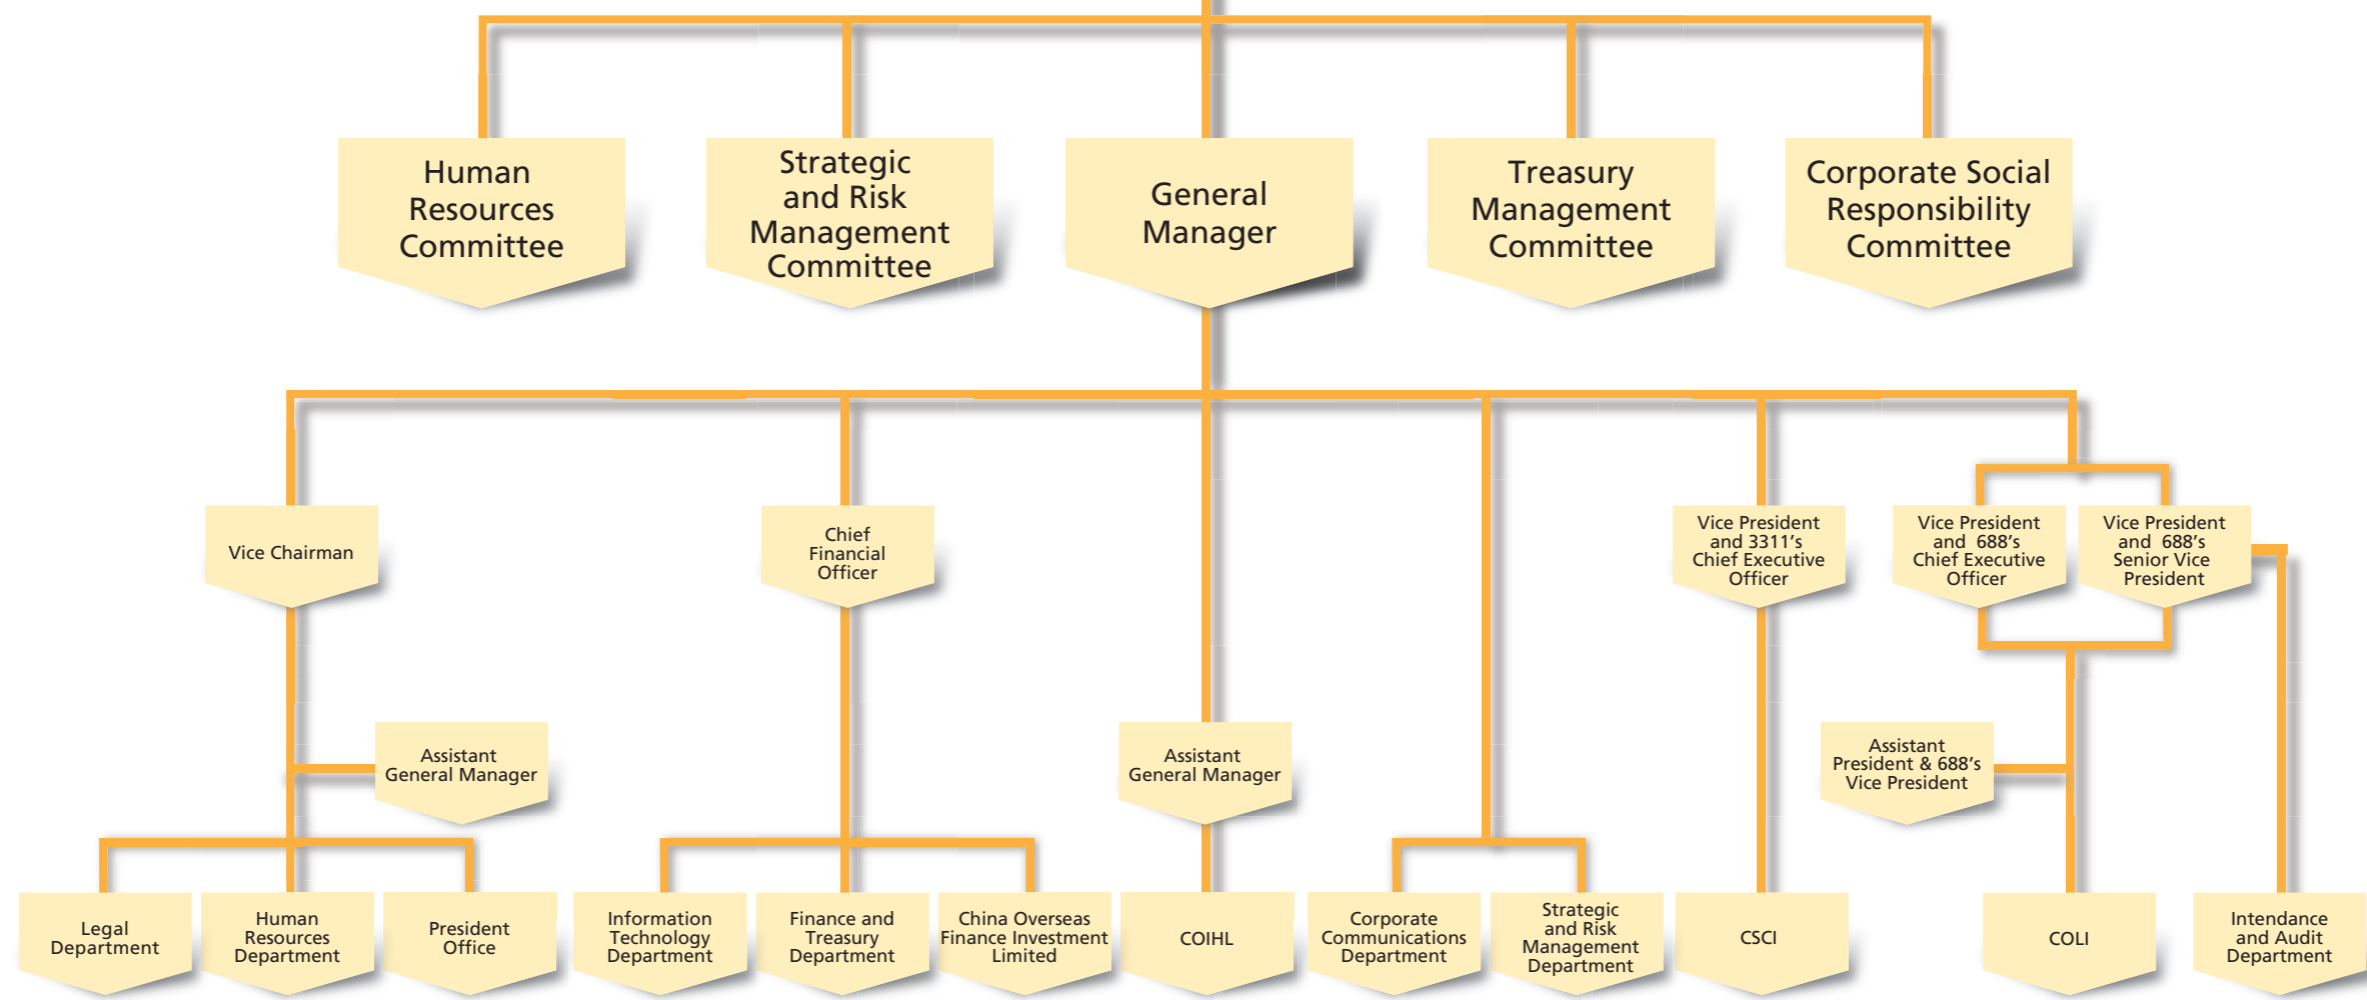 Human
Resources
Committee
Strategic
and Risk
Management
Committee
General
Manager
Treasury
Management
Committee
Corporate Social
Responsibility
Committee
Vice Chairman
Chief
Financial
Officer
Vice President
and 3311's
Chief Executive
Officer
Vice President
and 688's
Chief Executive
Officer
Vice President
and 688's
Senior Vice
President
Assistant
General Manager
Assistant
General Manager
Assistant
President & 688's
Vice President
Legal
Department
Human
Resources
Department
President
Office
Information
Technology
Department
Finance and
Treasury
Department
China Overseas
Finance Investment
Limited
COIHL
Corporate
Communications
Department
Strategic
and Risk
Management
Department
CSCI
COLI
Intendance
and Audit
Department